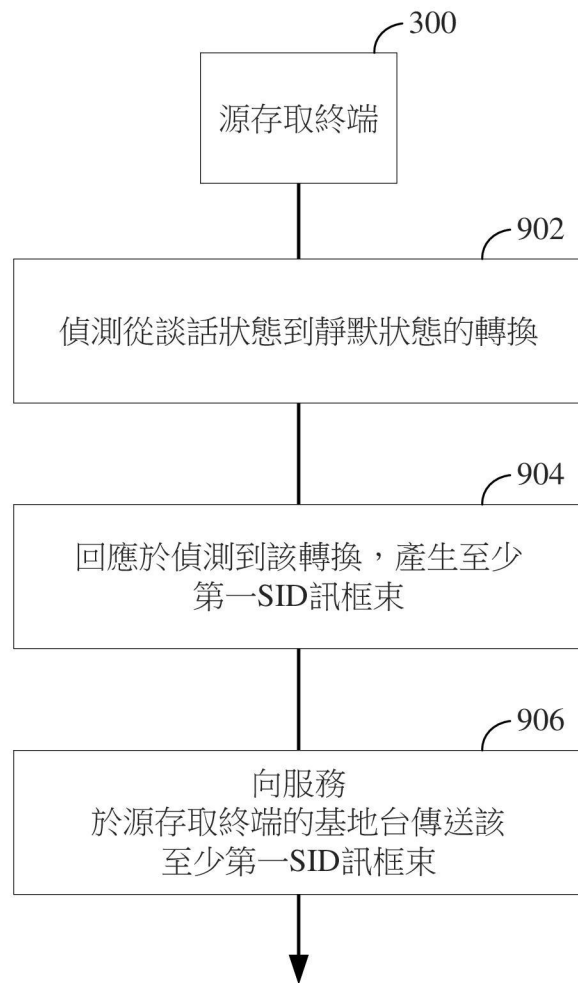 300
源存取終端
902
偵測從談話狀態到靜默狀態的轉換
904
回應於偵測到該轉換，產生至少
第一SID訊框束
906
向服務
於源存取終端的基地台傳送該
至少第一SID訊框束